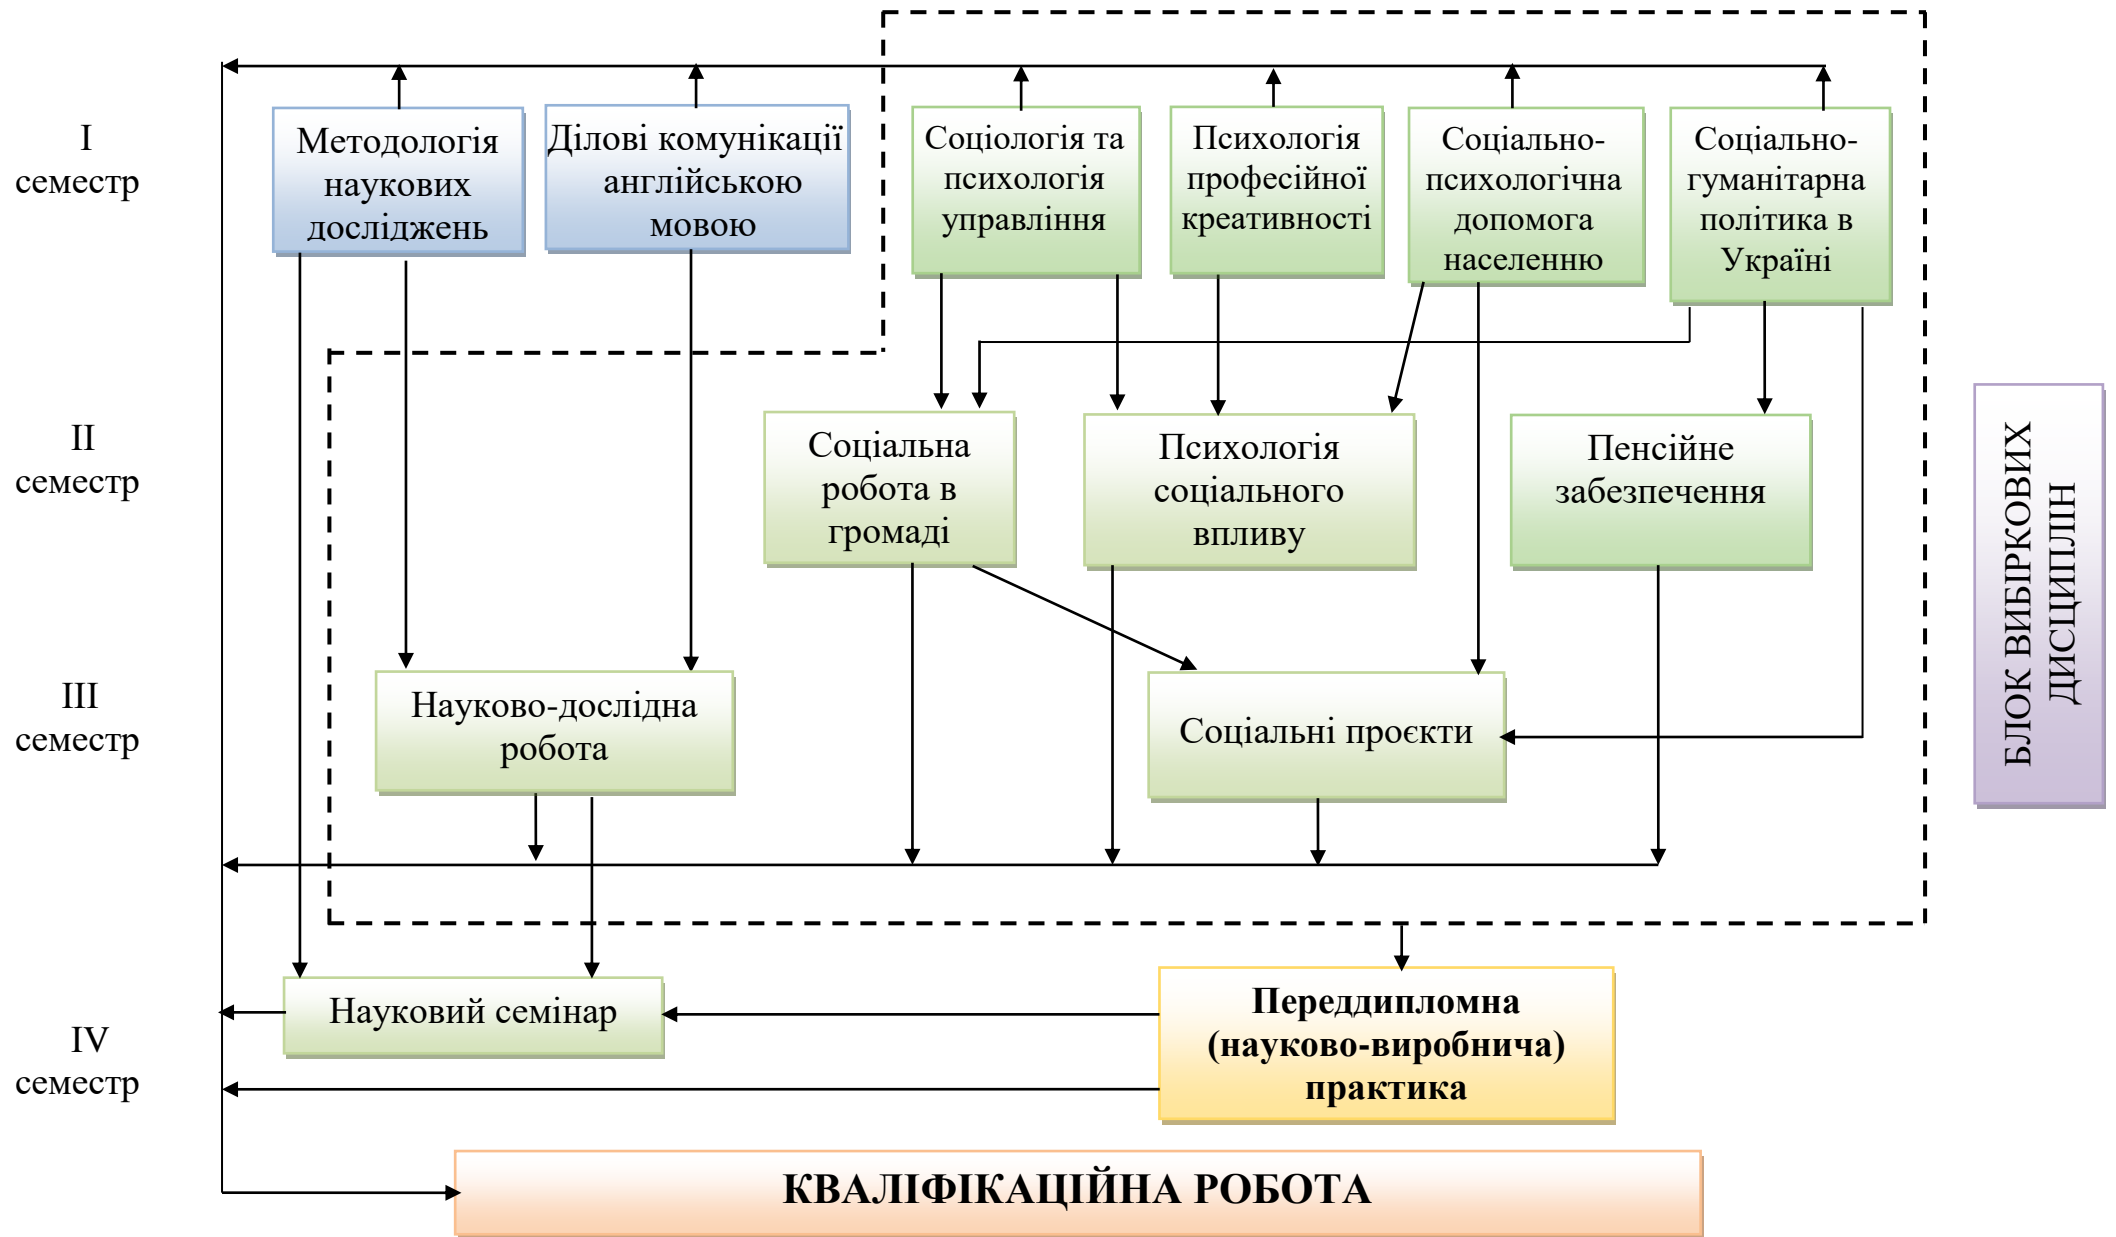 І
семестр
Методологія
наукових
досліджень
Ділові комунікації
англійською
мовою
Соціологія та
психологія
управління
Психологія
професійної
креативності
Соціально-
психологічна
допомога
населенню
Соціально-
гуманітарна
політика в
Україні
ІІ
семестр
Соціальна
робота в
громаді
Психологія
соціального
впливу
Пенсійне
забезпечення
БЛОК ВИБІРКОВИХ
ДИСЦИПЛІН
ІІІ
семестр
Науково-дослідна
робота
Соціальні проєкти
IV
семестр
Науковий семінар
Переддипломна
(науково-виробнича)
практика
КВАЛІФІКАЦІЙНА РОБОТА